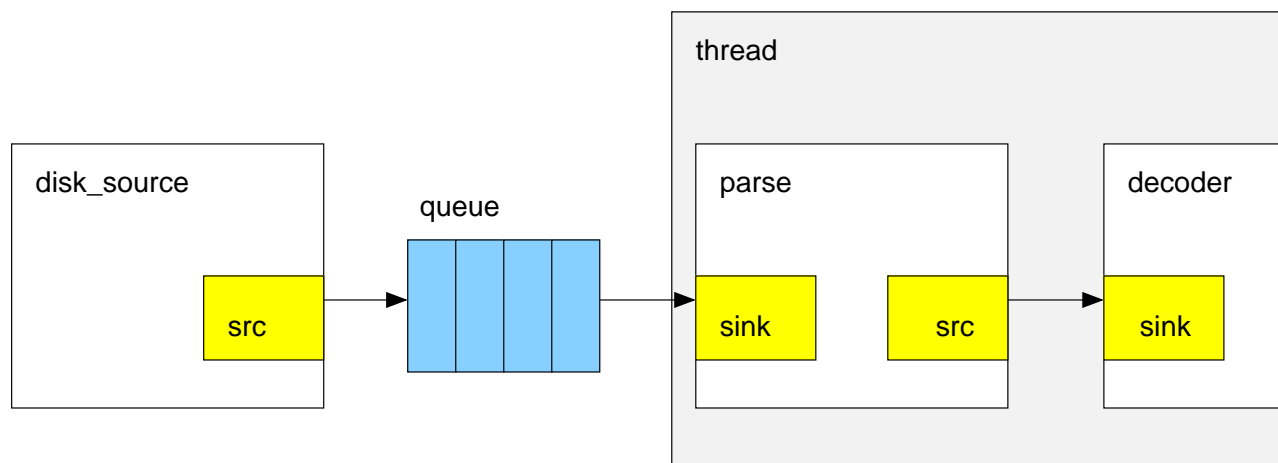 thread
disk_source
parse
decoder
queue
src
sink
src
sink